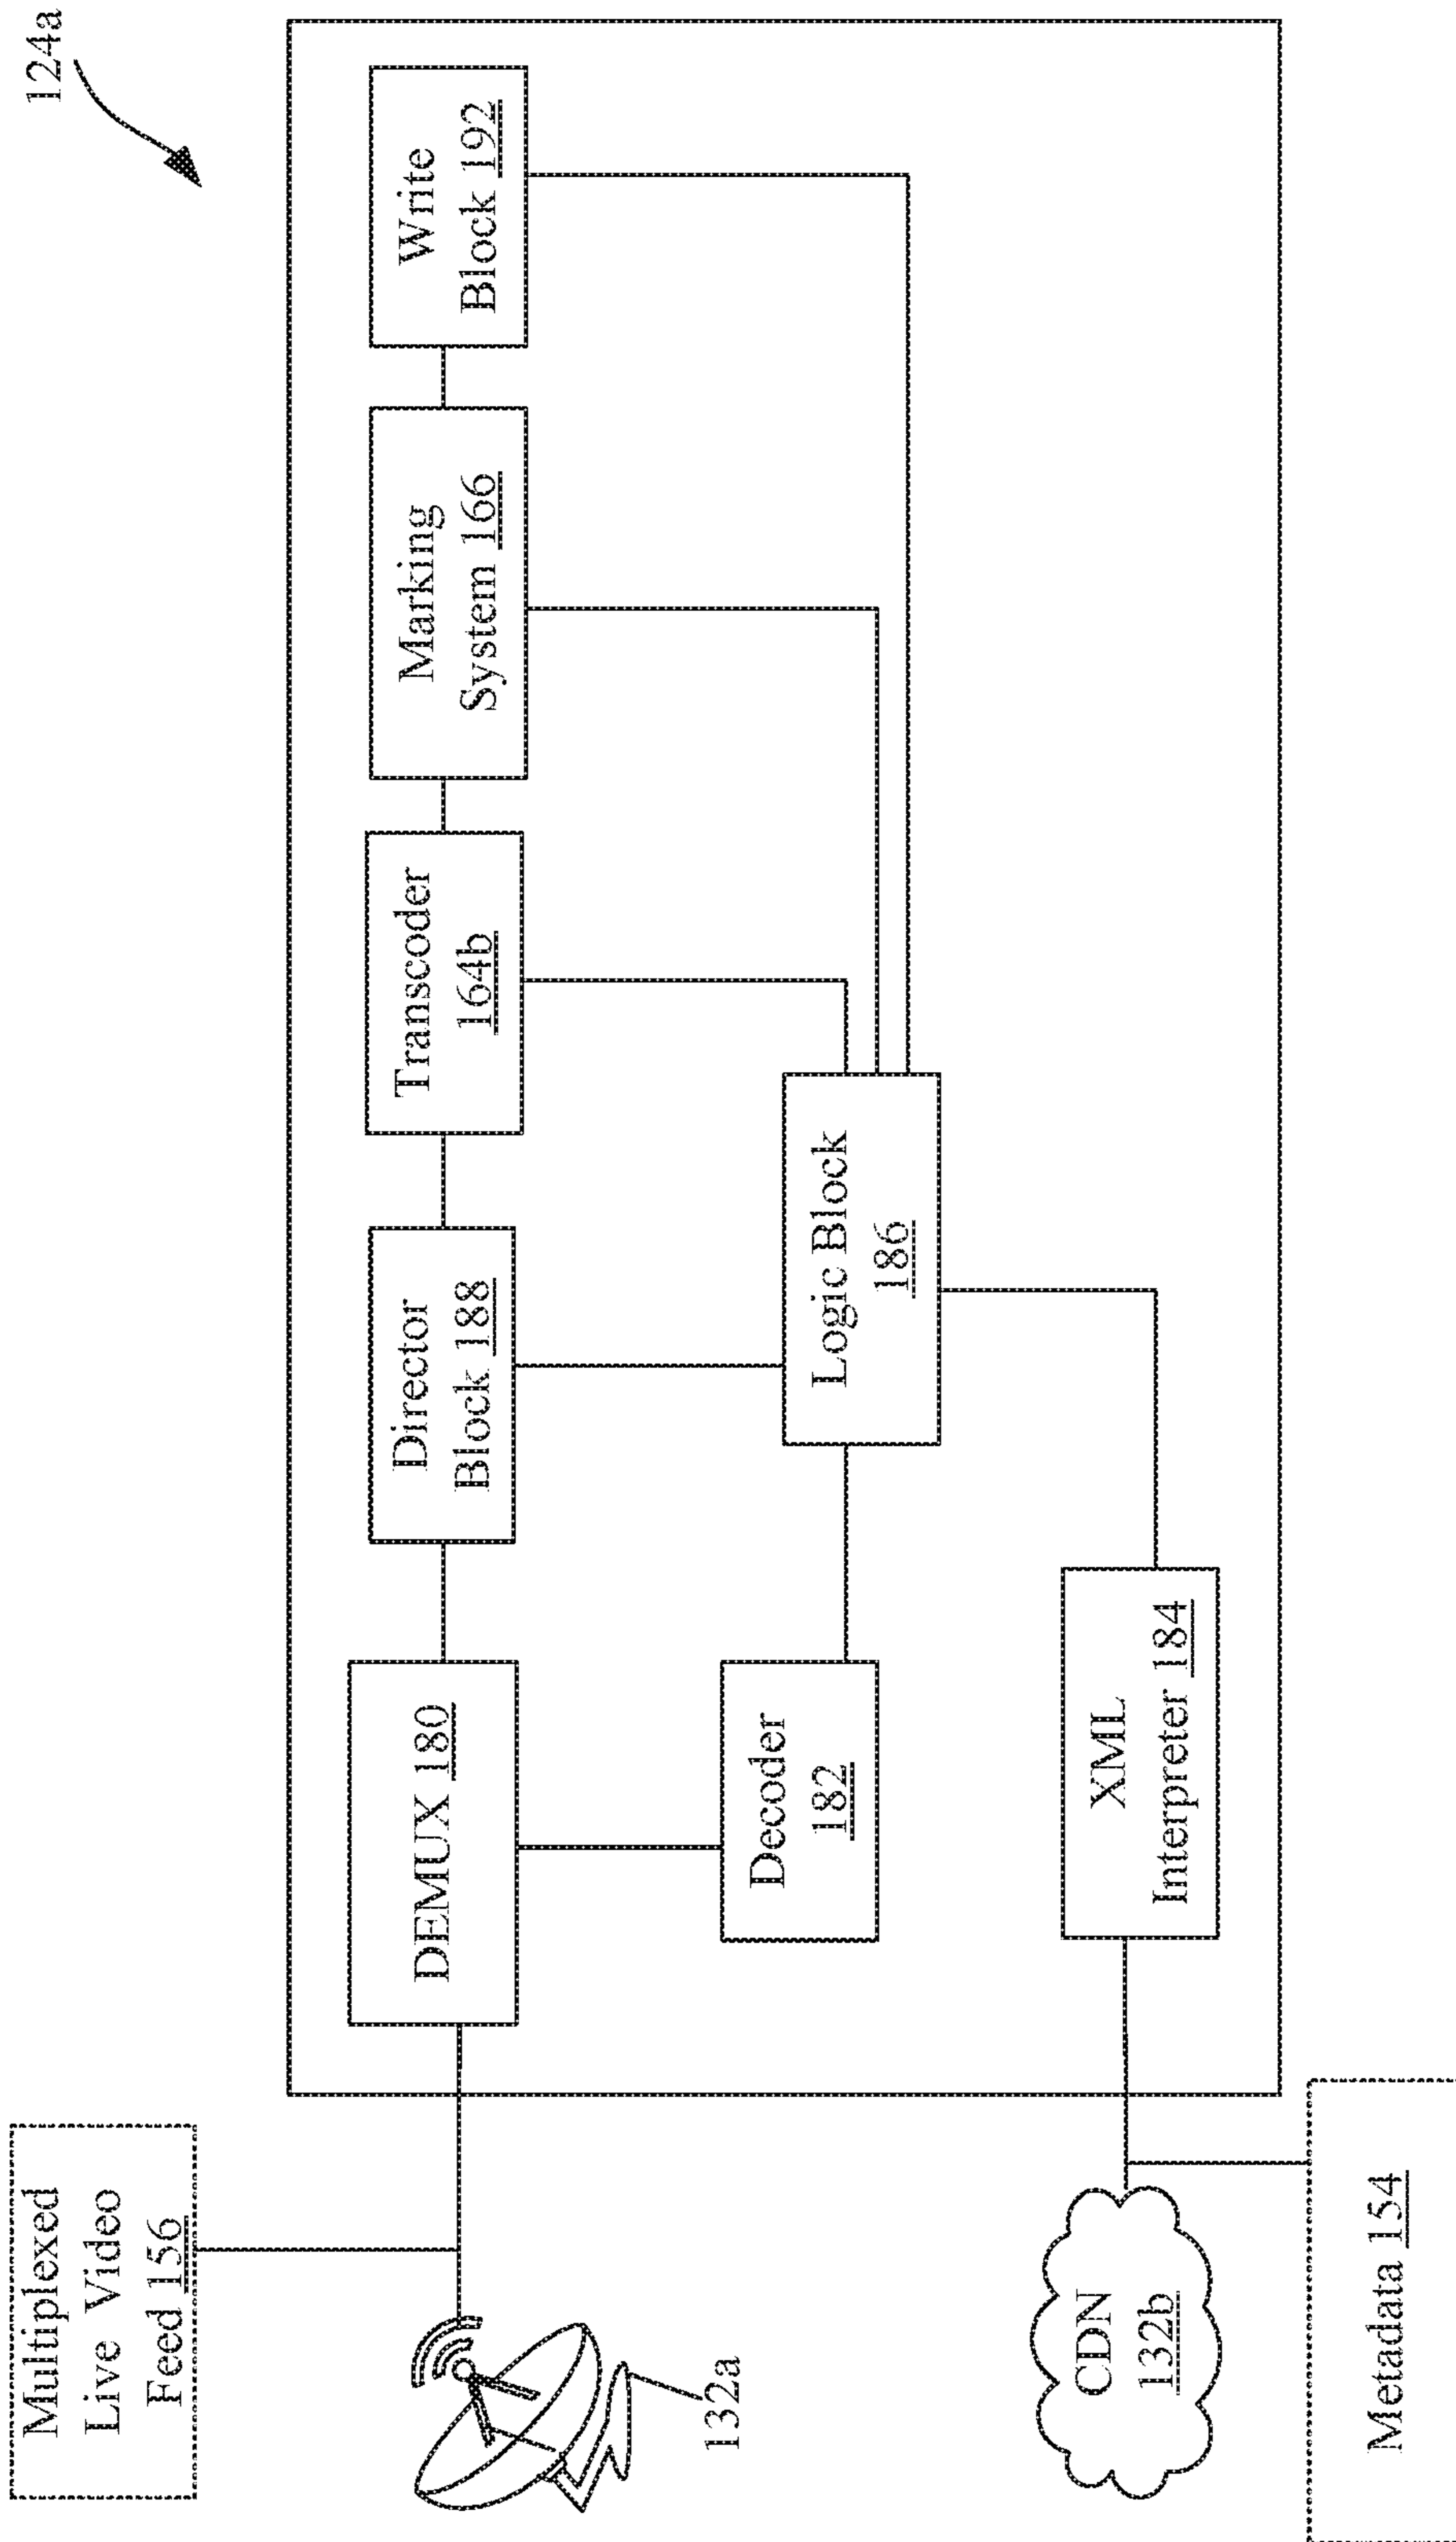 124a
Multiplexed
Live Video
Feed 156
DEMUX 180
Director
Block 188
Transcoder
164b
Marking
System 166
Write
Block 192
132a
Decoder
182
Logic Block
186
CDN
132b
XML
Interpreter 184
Metadata 154